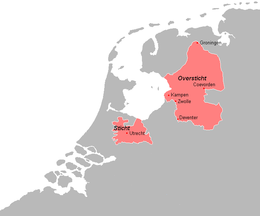 Groningen
Oversticht
Coevorden
Kampen
Zwolle
Deventer
Sticht
Utrecht